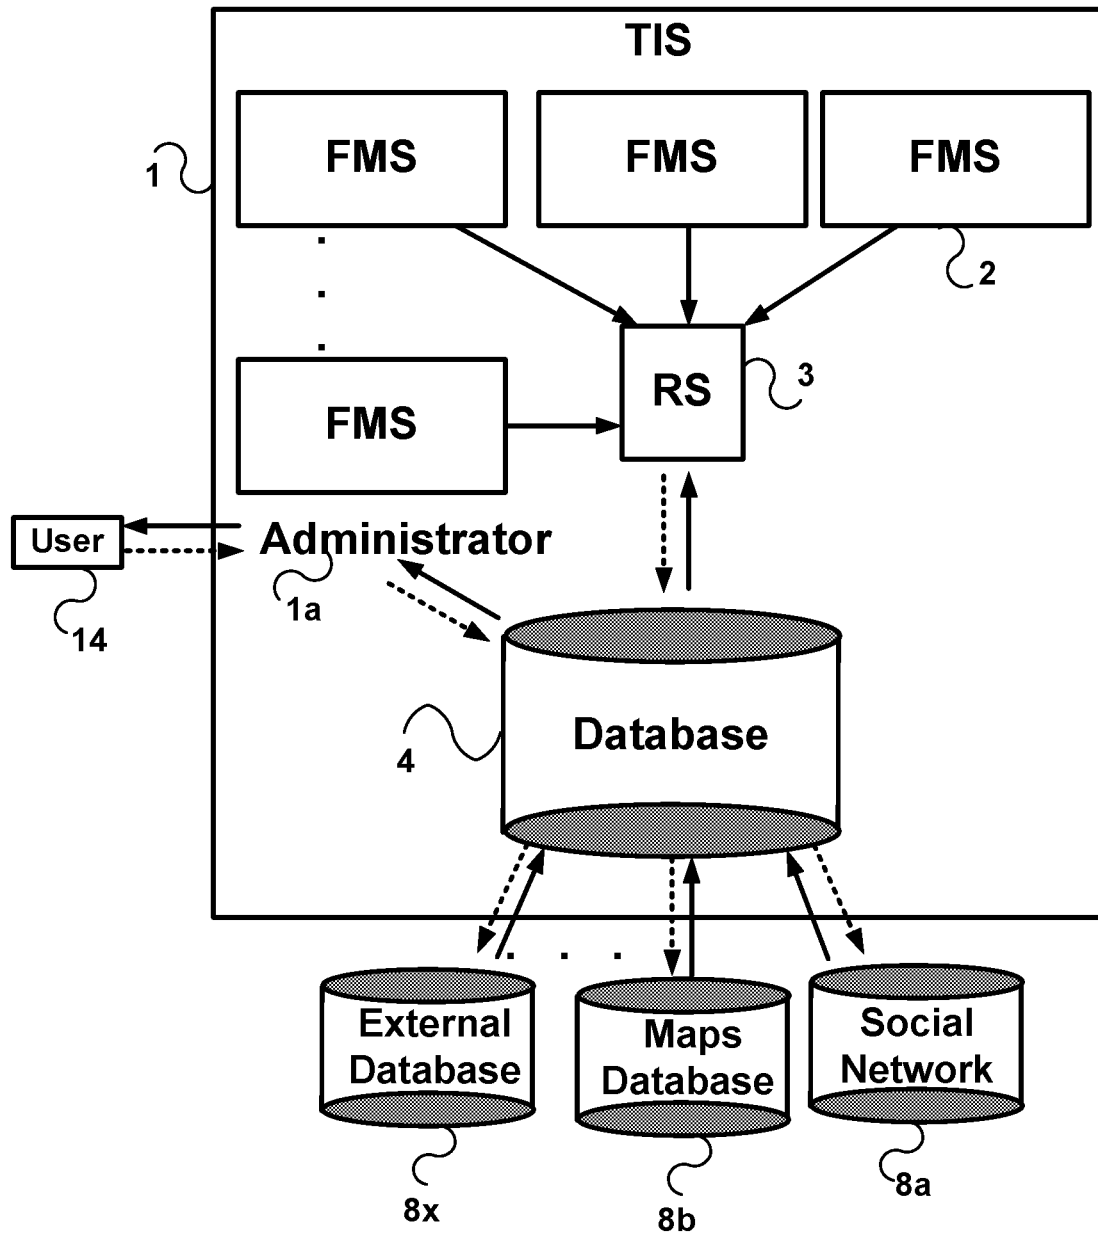 TIS
FMS
FMS
FMS
1
2
RS
3
FMS
User
Administrator
1a
14
Database
4
External
Database
Maps
Database
Social
Network
8x
8b
8a